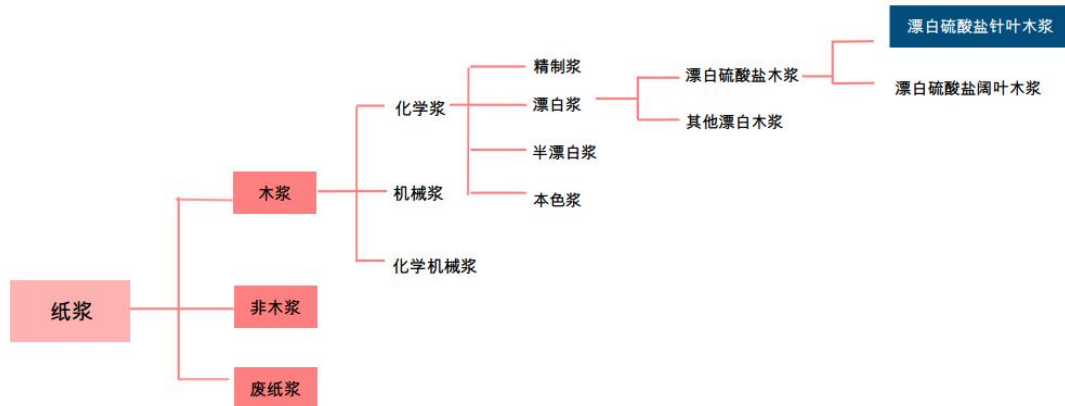 漂白硫酸盐针叶木浆
精制浆
漂白硫酸盐木浆
漂白硫酸盐阔叶木浆
化学浆
漂白浆
其他漂白木浆
半漂白浆
木浆
机械浆
本色浆
化学机械浆
纸浆
非木浆
废纸浆